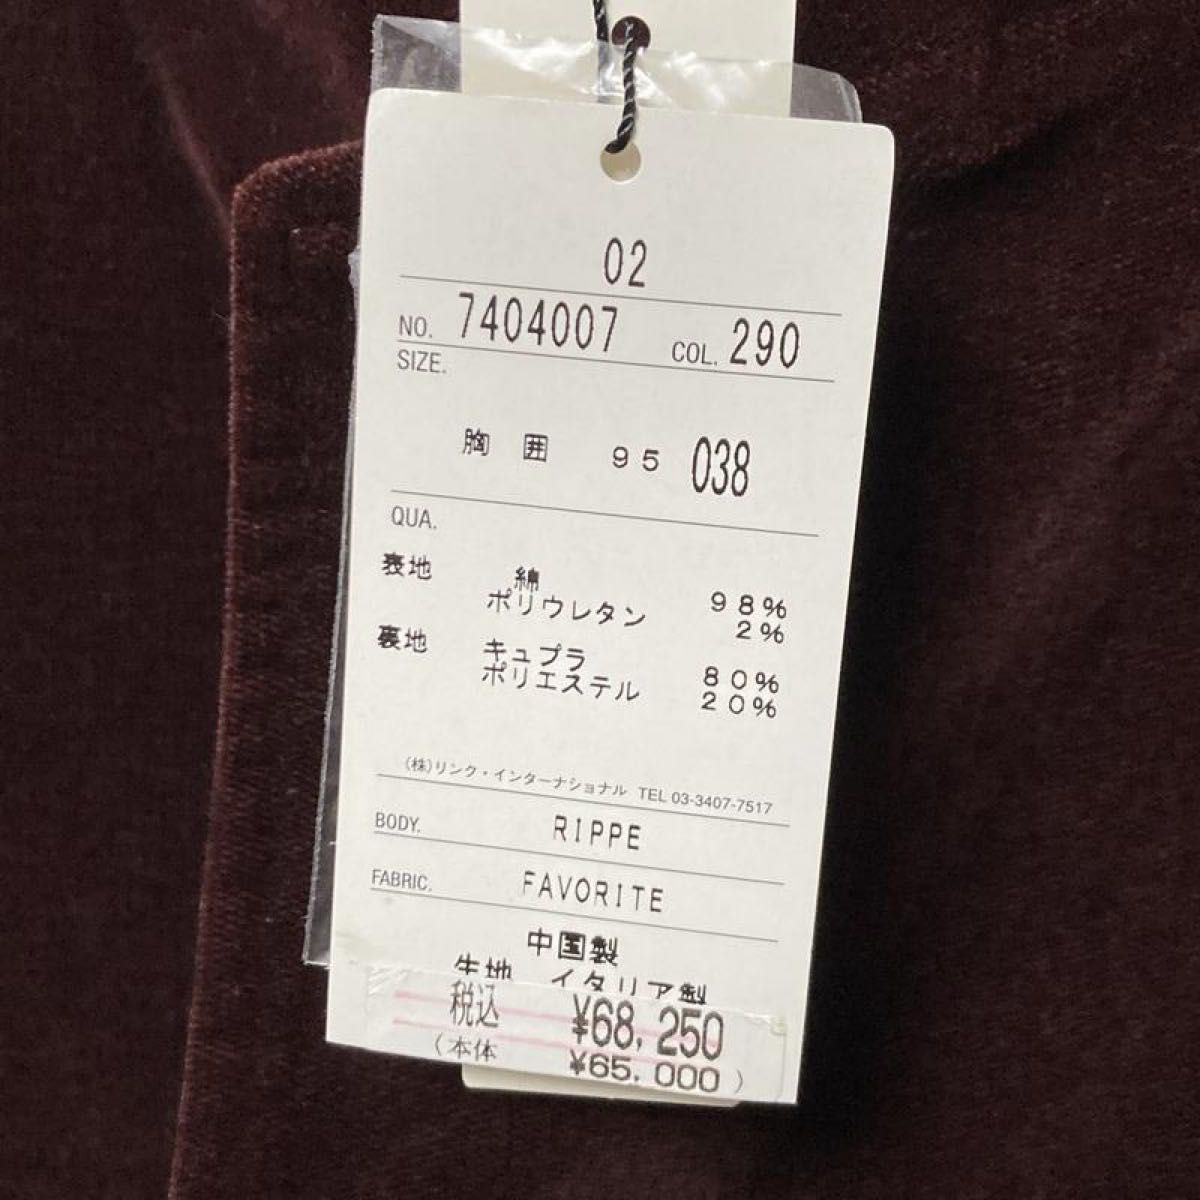 02
NO. 7404007 COL. 290
SIZE.
胸 囲 95 038
QUA.
表地 綿 98%
ポリウレタン 2%
裏地 キュプラ 80%
ポリエステル 20%
(株)リンク・インターナショナル TEL 03-3407-7517
BODY. RIPPE
FABRIC. FAVORITE
中国製
生地 イタリア製
税込 ¥68,250
(本体 ¥65,000)